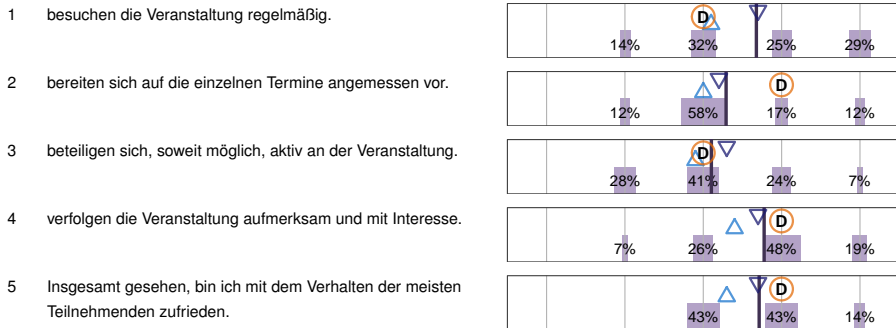 1 besuchen die Veranstaltung regelmäßig.
D
14% 32% 25% 29%
2 bereiten sich auf die einzelnen Termine angemessen vor.
D
12% 58% 17% 12%
3 beteiligen sich, soweit möglich, aktiv an der Veranstaltung.
D
28% 41% 24% 7%
4 verfolgen die Veranstaltung aufmerksam und mit Interesse.
D
7% 26% 48% 19%
5 Insgesamt gesehen, bin ich mit dem Verhalten der meisten
Teilnehmenden zufrieden.
D
43% 43% 14%